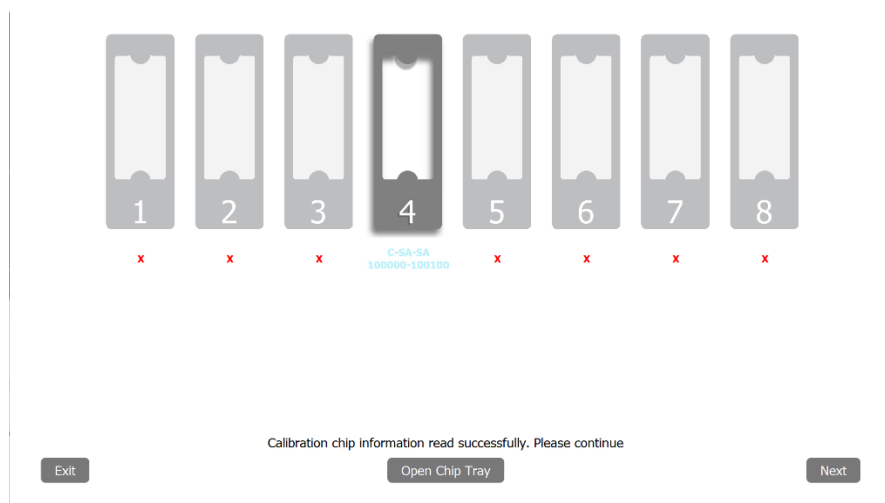 1 2 3 4 5 6 7 8
x x x C-SA-SA x x x x
100000-100100
Calibration chip information read successfully. Please continue
Exit Open Chip Tray Next